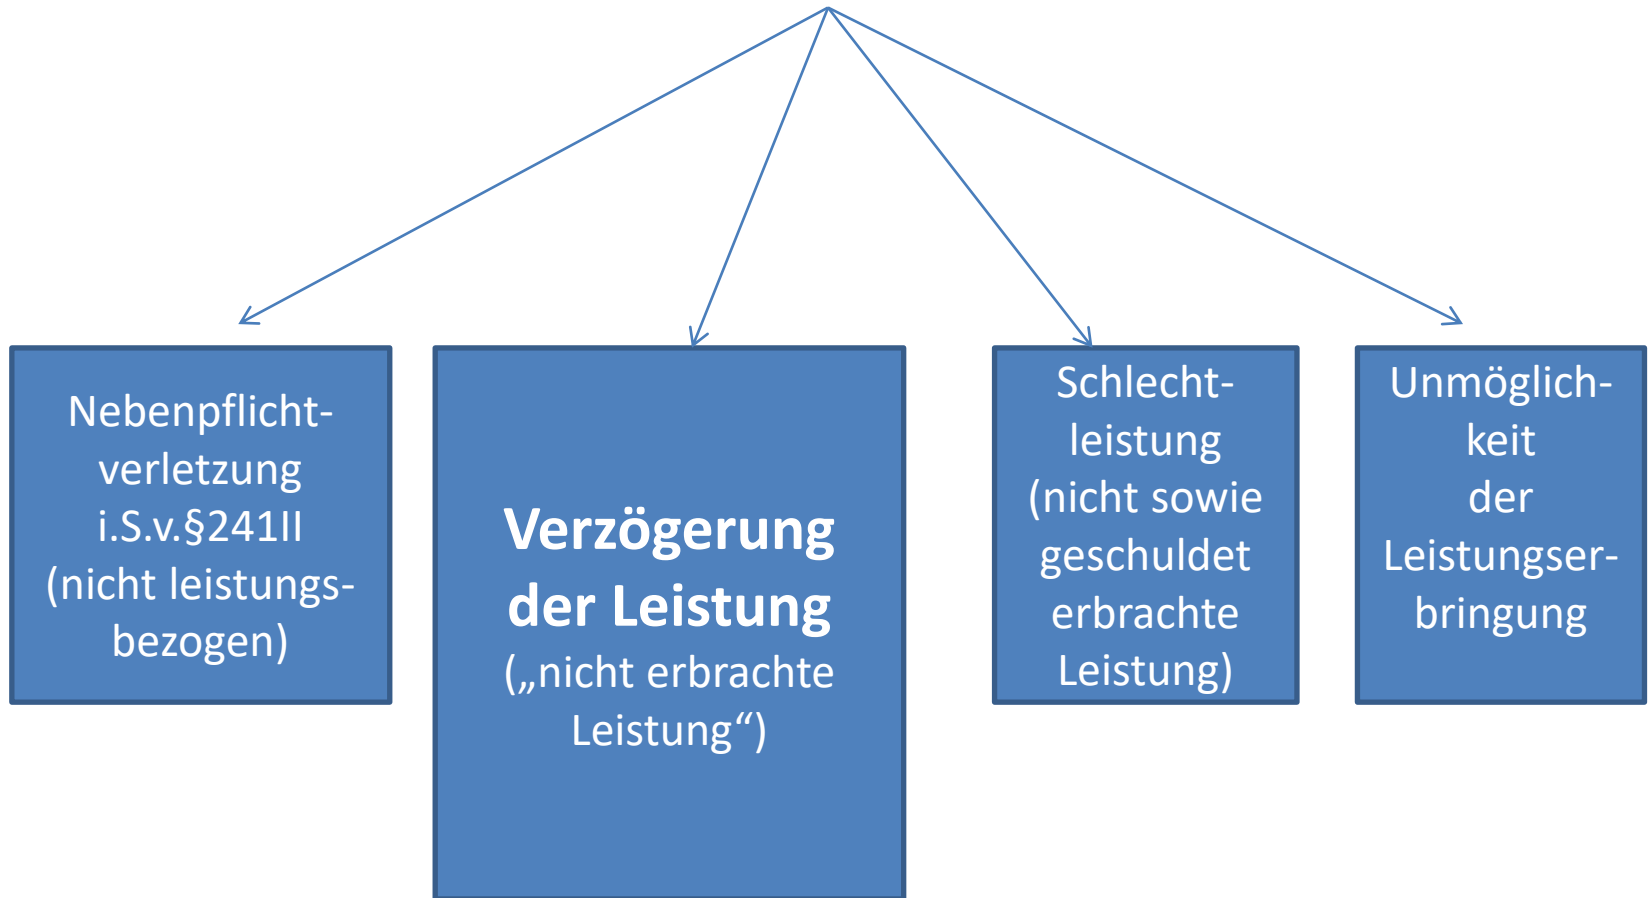 Nebenpflicht-
verletzung
i.S.v.§241II
(nicht leistungs-
bezogen)
Verzögerung
der Leistung
(„nicht erbrachte
Leistung“)
Schlecht-
leistung
(nicht sowie
geschuldet
erbrachte
Leistung)
Unmöglich-
keit
der
Leistungser-
bringung